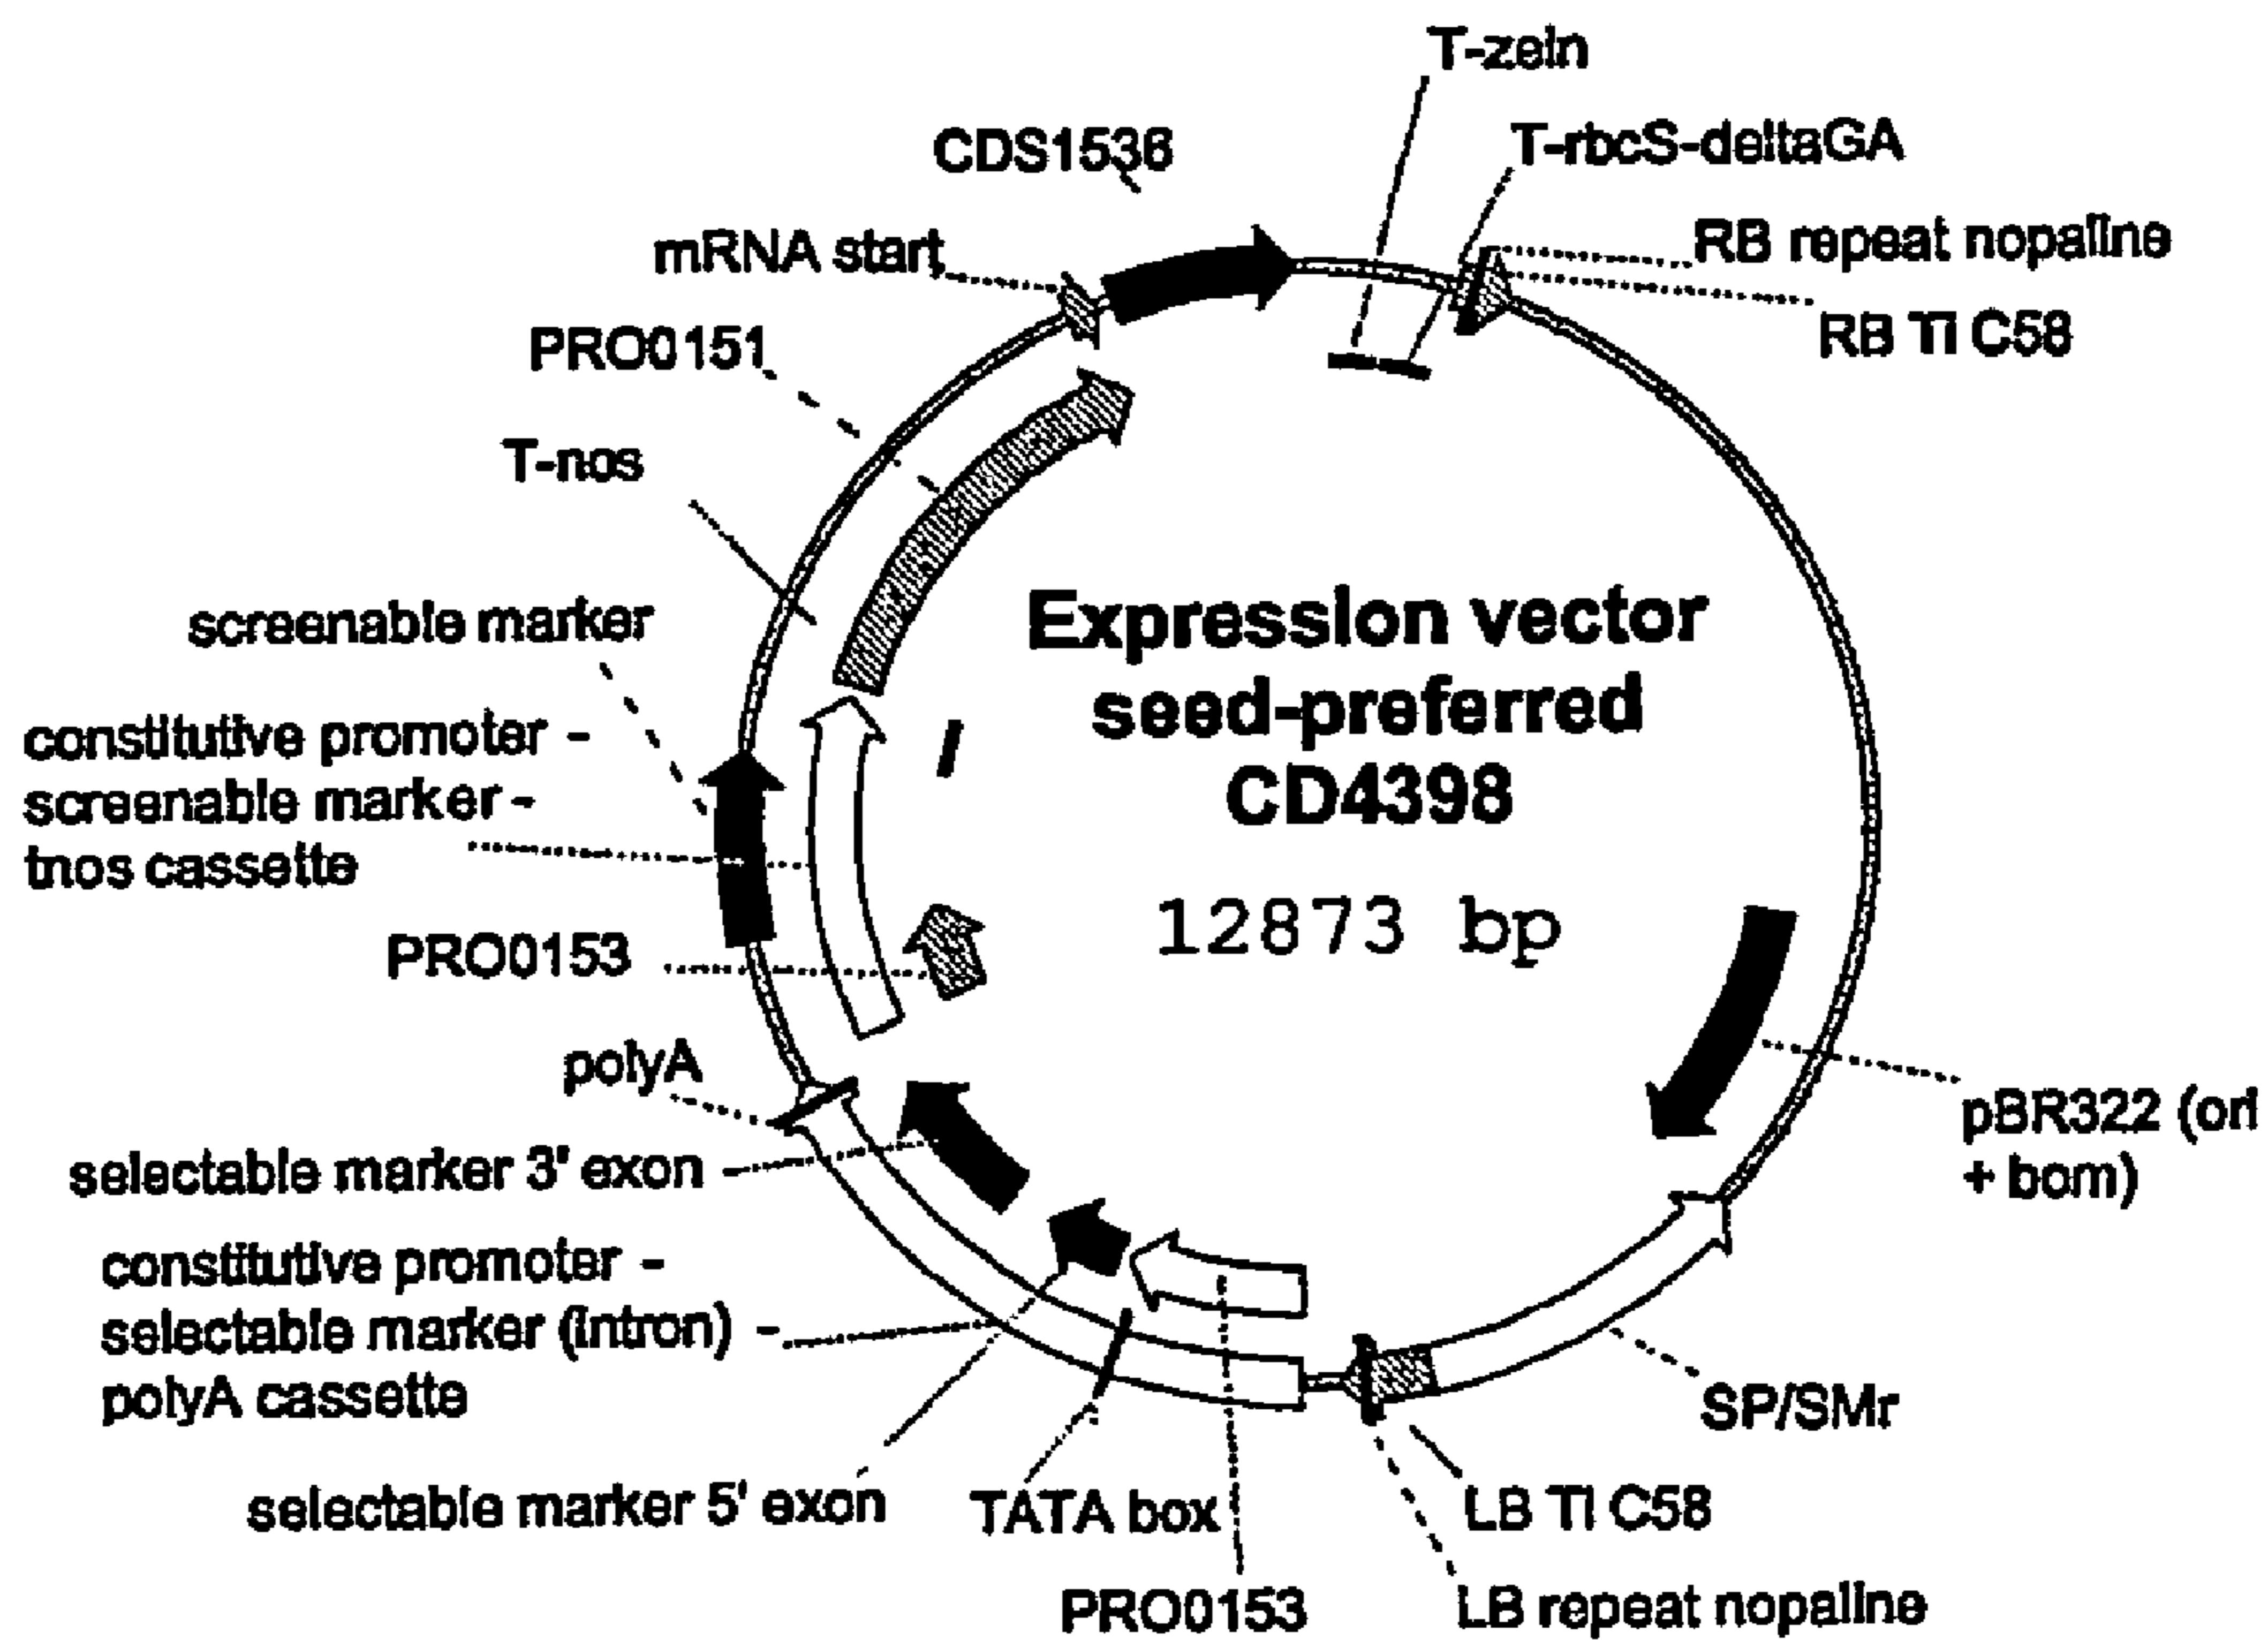 T-zein
CDS1536
T-rbcS-deltaGA
mRNA start
RB repeat nopaline
RB TI C58
PRO0151
T-nos
screenable marker
Expression vector
seed-preferred
CD4398
12873 bp
constitutive promoter -
screenable marker -
tnos cassette
PRO0153
polyA
selectable marker 3' exon
pBR322 (ori
+ bom)
constitutive promoter -
selectable marker (intron) -
polyA cassette
SP/SMr
selectable marker 5' exon
TATA box
LB TI C58
PRO0153
LB repeat nopaline